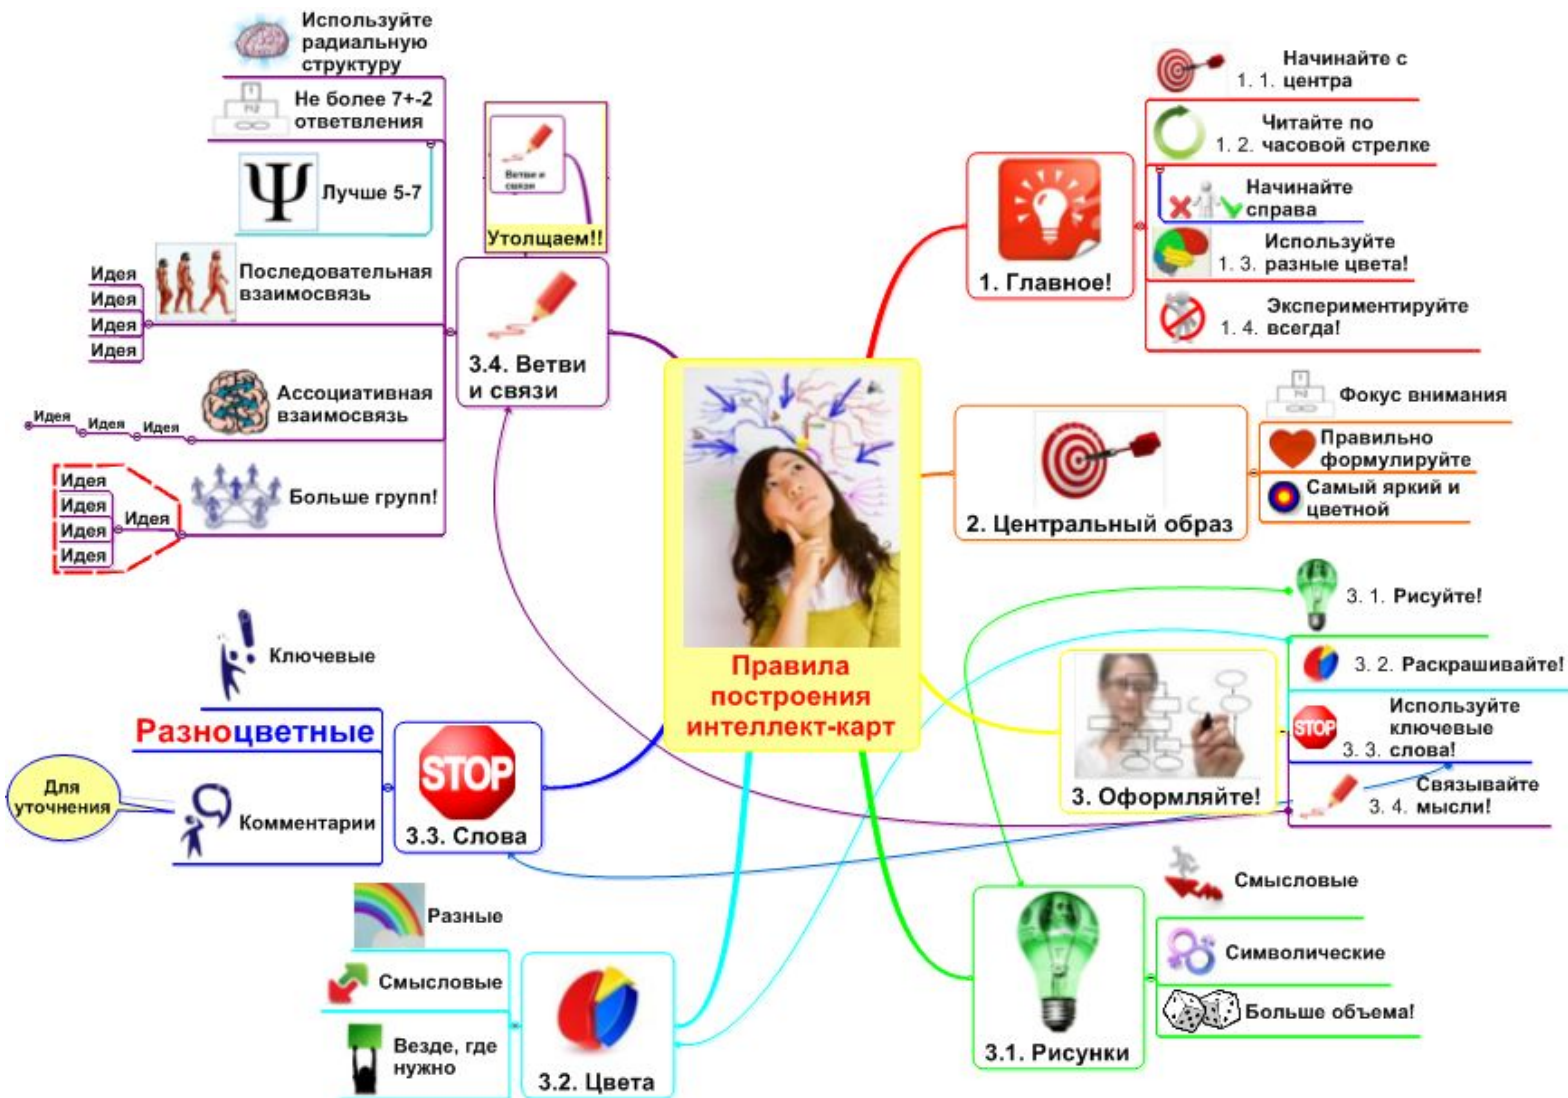 Правила
построения
интеллект-карт
1. Главное!
Начинайте с
1. 1. центра
Читайте по
1. 2. часовой стрелке
Начинайте
справа
Используйте
1. 3. разные цвета!
Экспериментируйте
1. 4. всегда!
2. Центральный образ
Фокус внимания
Правильно
формулируйте
Самый яркий и
цветной
3. Оформляйте!
3. 1. Рисуйте!
3. 2. Раскрашивайте!
STOP
Используйте
ключевые
3. 3. слова!
Связывайте
3. 4. мысли!
3.1. Рисунки
Смысловые
Символические
Больше объема!
3.2. Цвета
Разные
Смысловые
Везде, где
нужно
STOP
3.3. Слова
Ключевые
Разноцветные
Комментарии
Для
уточнения
3.4. Ветви
и связи
Ветви и
связи
Утолщаем!!
Используйте
радиальную
структуру
Не более 7+-2
ответвления
Ψ
Лучше 5-7
Последовательная
взаимосвязь
Идея
Идея
Идея
Идея
Ассоциативная
взаимосвязь
Идея
Идея
Идея
Больше групп!
Идея
Идея
Идея
Идея
Идея